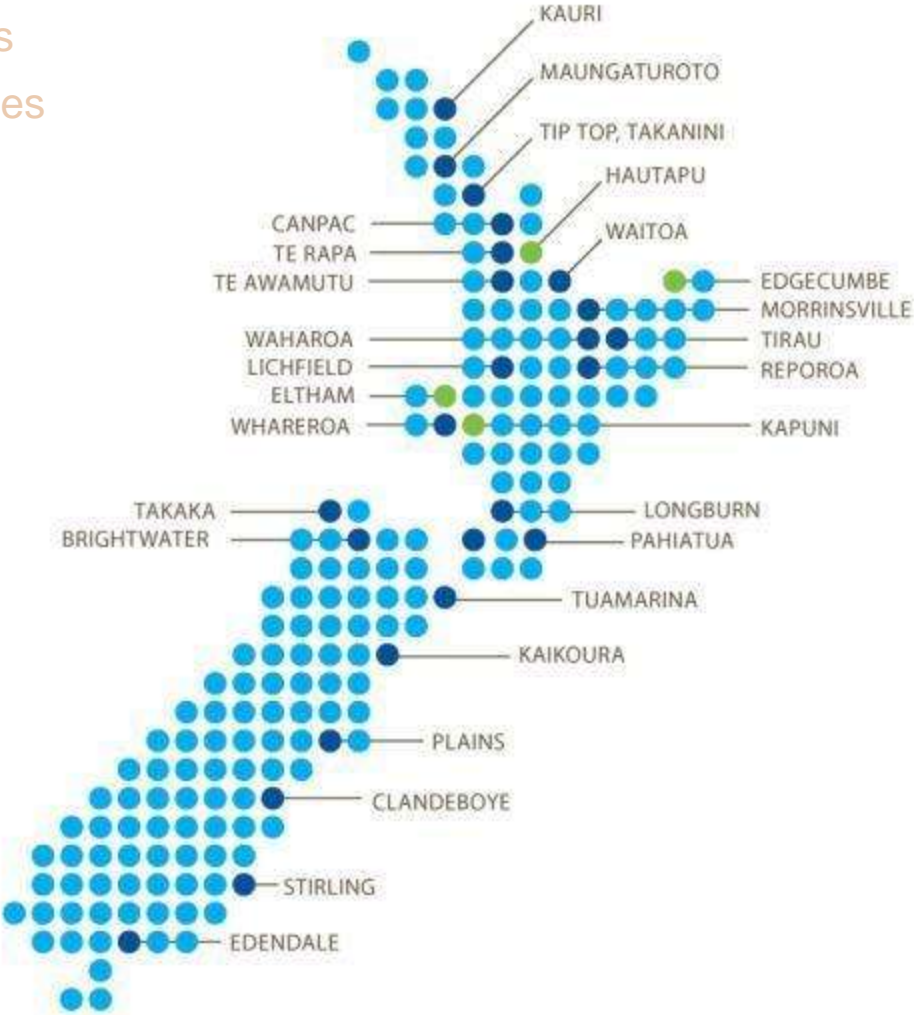 s
es
KAURI
MAUNGATUROTO
TIP TOP, TAKANINI
HAUTAPU
CANPAC
WAITOA
TE RAPA
TE AWAMUTU
EDGECUMBE
MORRINSVILLE
WAHAROA
TIRAU
LICHFIELD
REPOROA
ELTHAM
WHAREROA
KAPUNI
TAKAKA
LONGBURN
BRIGHTWATER
PAHIATUA
TUAMARINA
KAIKOURA
PLAINS
CLANDEBOYE
STIRLING
EDENDALE